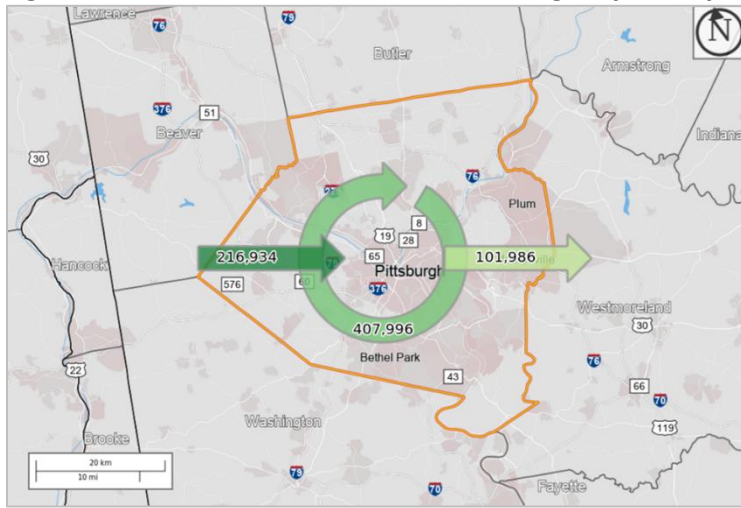 Lawrence
79
76
Butler
N
Armstrong
376
51
Beaver
Indiana
30
76
Plum
8
19
28
216,934
65
101,986
Hancock
Pittsburgh
576
60
376
Westmoreland
407,996
30
Bethel Park
22
43
76
66
70
Washington
119
Brooke
20 km
10 mi
79
70
Fayette